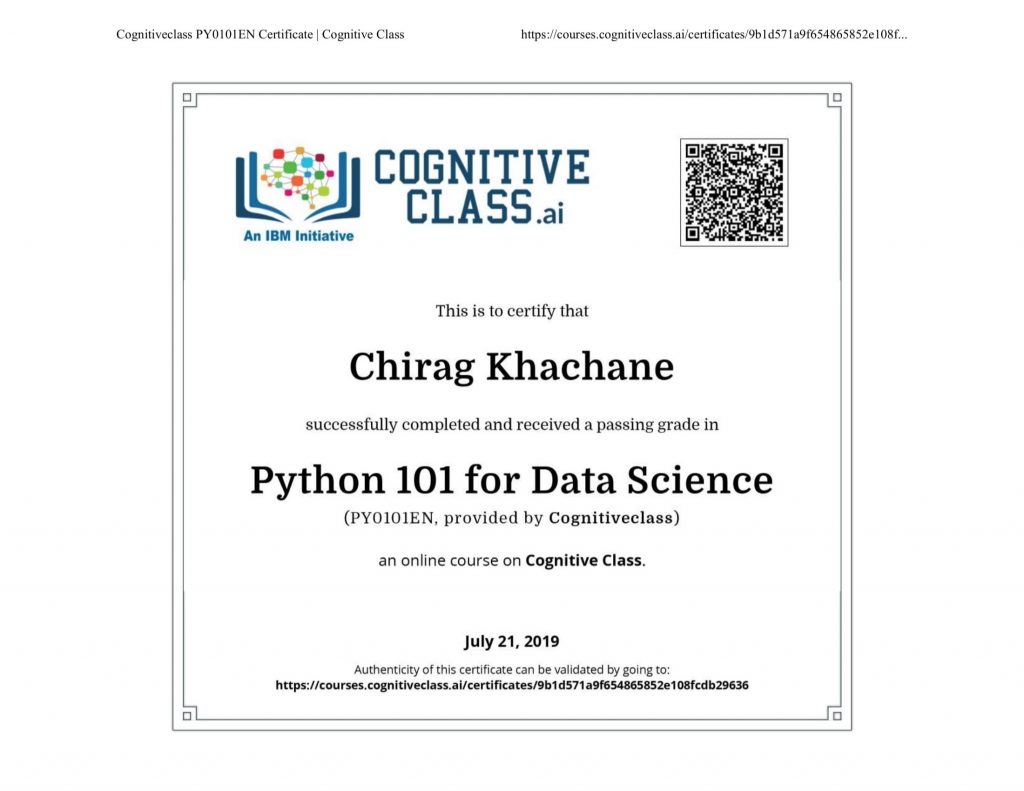 Cognitiveclass PY0101EN Certificate | Cognitive Class
https://courses.cognitiveclass.ai/certificates/9b1d571a9f654865852e108f...
COGNITIVE
CLASS.ai
An IBM Initiative
This is to certify that
Chirag Khachane
successfully completed and received a passing grade in
Python 101 for Data Science
(PY0101EN, provided by Cognitiveclass)
an online course on Cognitive Class.
July 21, 2019
Authenticity of this certificate can be validated by going to:
https://courses.cognitiveclass.ai/certificates/9b1d571a9f654865852e108fcdb29636